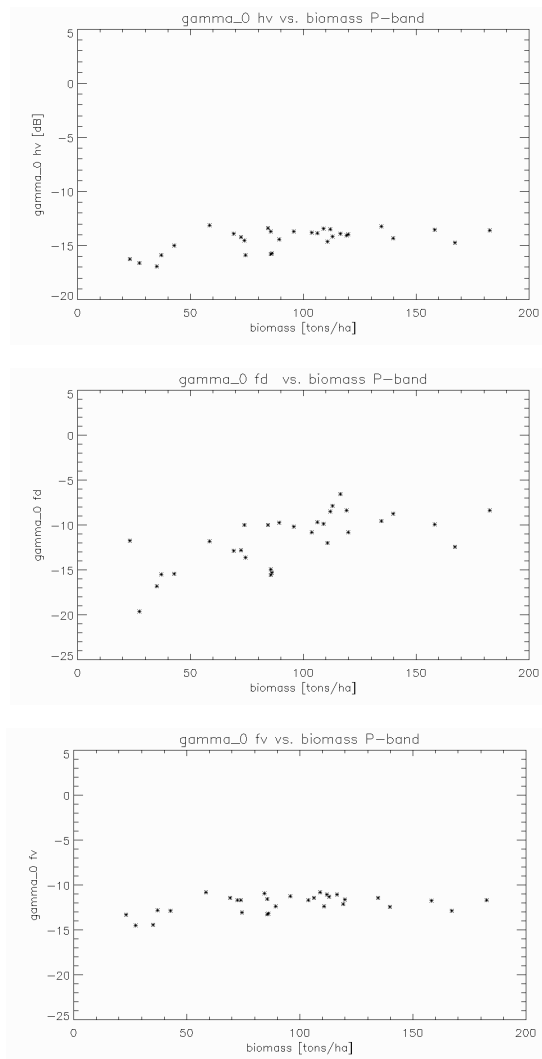 gamma_0 hv vs. biomass P-band
5
0
-5
-10
-15
-20
gamma_0 hv [dB]
0 50 100 150 200
biomass [tons/ha]
gamma_0 fd vs. biomass P-band
5
0
-5
-10
-15
-20
-25
gamma_0 fd
0 50 100 150 200
biomass [tons/ha]
gamma_0 fv vs. biomass P-band
5
0
-5
-10
-15
-20
-25
gamma_0 fv
0 50 100 150 200
biomass [tons/ha]